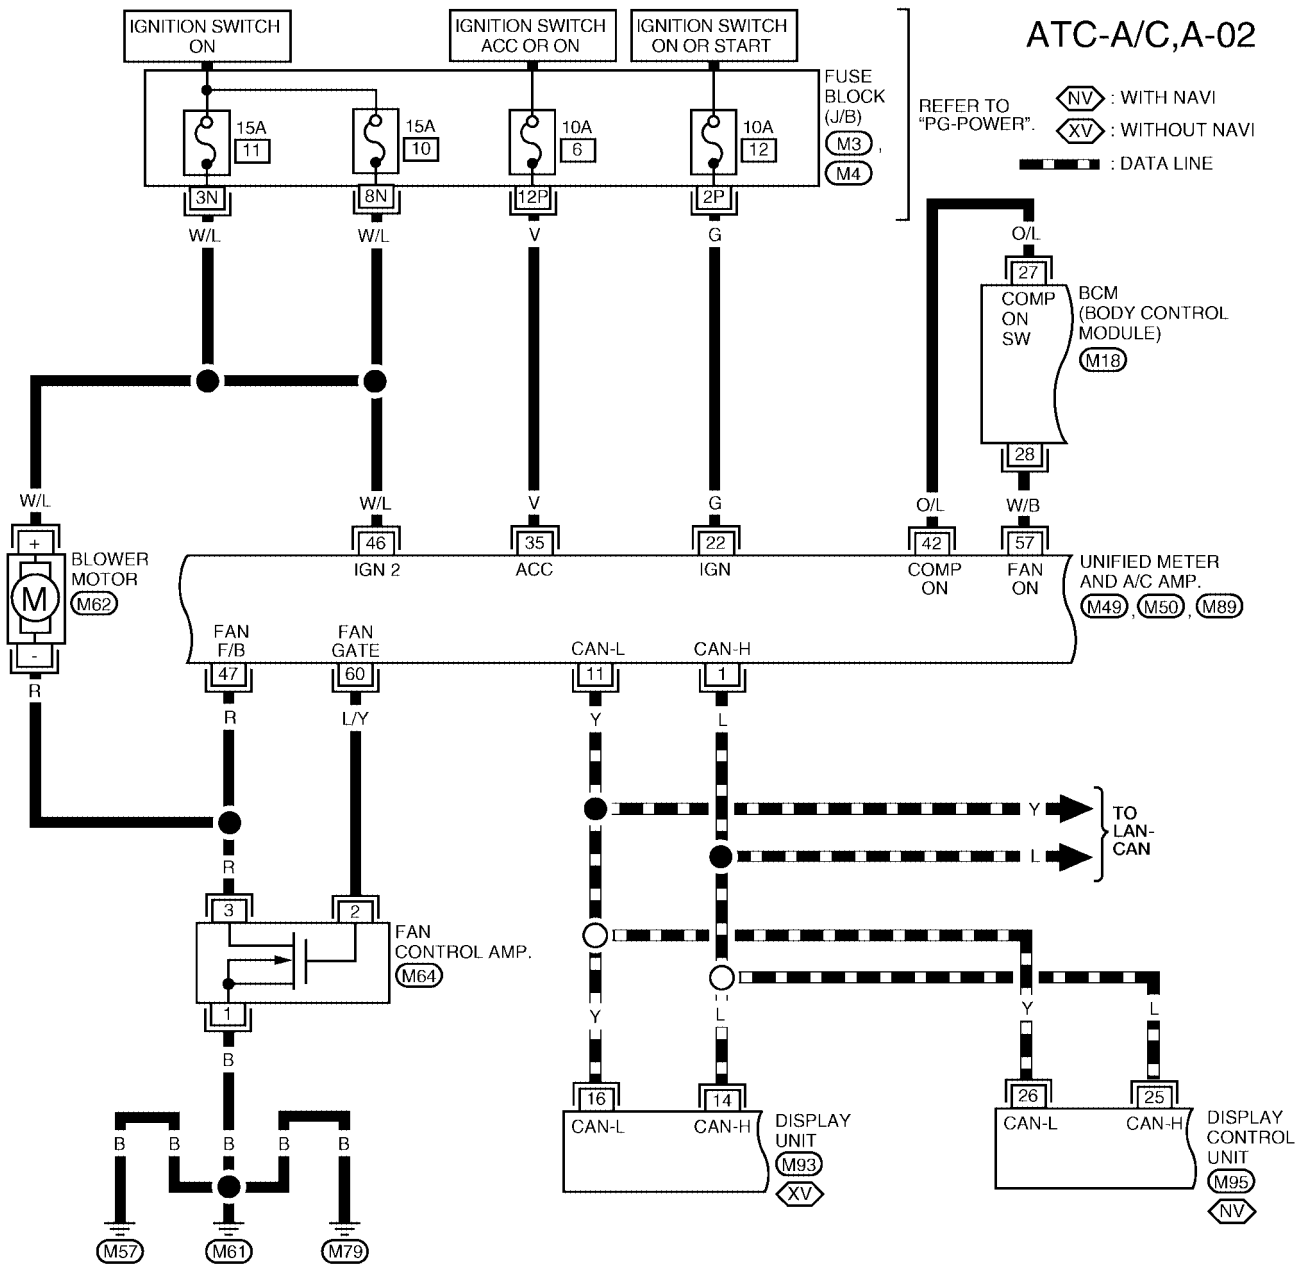 IGNITION SWITCH
ON
IGNITION SWITCH
ACC OR ON
IGNITION SWITCH
ON OR START
ATC-A/C,A-02
FUSE
BLOCK
(J/B)
M3 ,
M4
REFER TO
"PG-POWER".
NV : WITH NAVI
XV : WITHOUT NAVI
: DATA LINE
15A
11
15A
10
10A
6
10A
12
3N
8N
12P
2P
W/L
W/L
V
G
O/L
27
COMP
ON
SW
BCM
(BODY CONTROL
MODULE)
M18
28
W/L
W/L
V
G
O/L
W/B
+
M
-
BLOWER
MOTOR
M62
46
35
22
42
57
IGN 2
ACC
IGN
COMP
ON
FAN
ON
UNIFIED METER
AND A/C AMP.
M49 , M50 , M89
FAN
F/B
FAN
GATE
CAN-L
CAN-H
47
60
11
1
R
R
L/Y
Y
L
Y
L
TO
LAN-
CAN
R
3
2
FAN
CONTROL AMP.
M64
1
B
Y
L
Y
L
16
14
26
25
CAN-L
CAN-H
DISPLAY
UNIT
M93
XV
CAN-L
CAN-H
DISPLAY
CONTROL
UNIT
M95
NV
B
B
B
B
B
M57
M61
M79